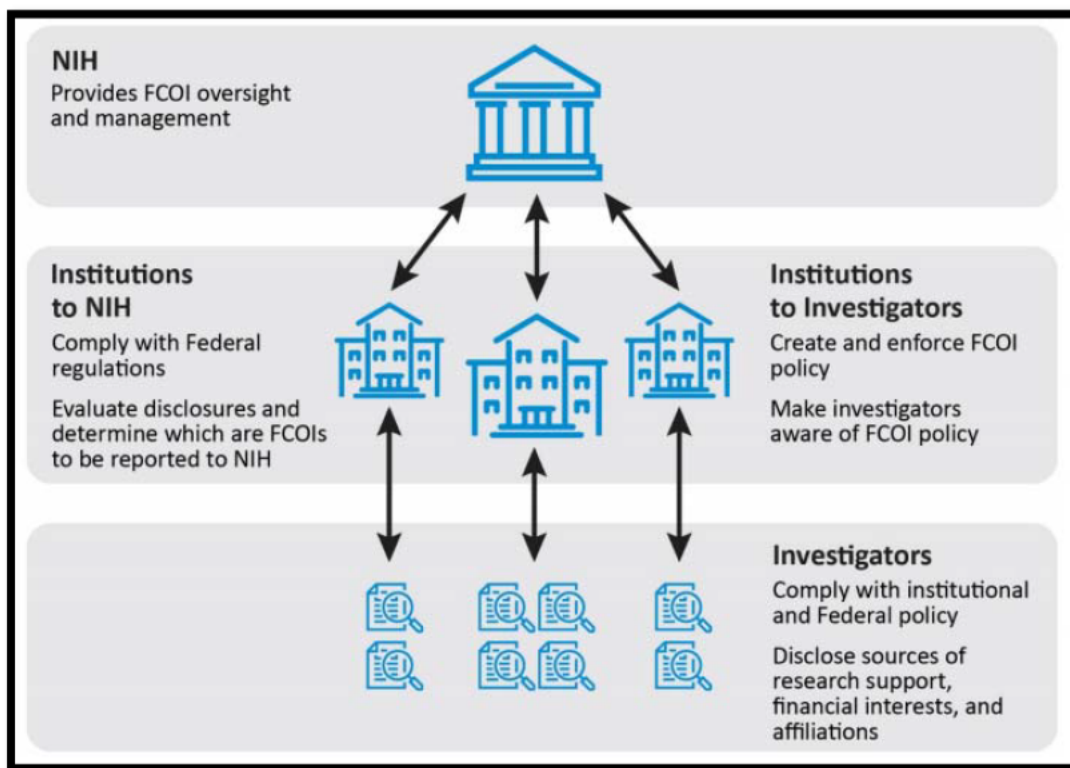 NIH
Provides FCOI oversight
and management
Institutions
to NIH
Comply with Federal
regulations
Evaluate disclosures and
determine which are FCOIs
to be reported to NIH
Institutions
to Investigators
Create and enforce FCOI
policy
Make investigators
aware of FCOI policy
Investigators
Comply with institutional
and Federal policy
Disclose sources of
research support,
financial interests, and
affiliations